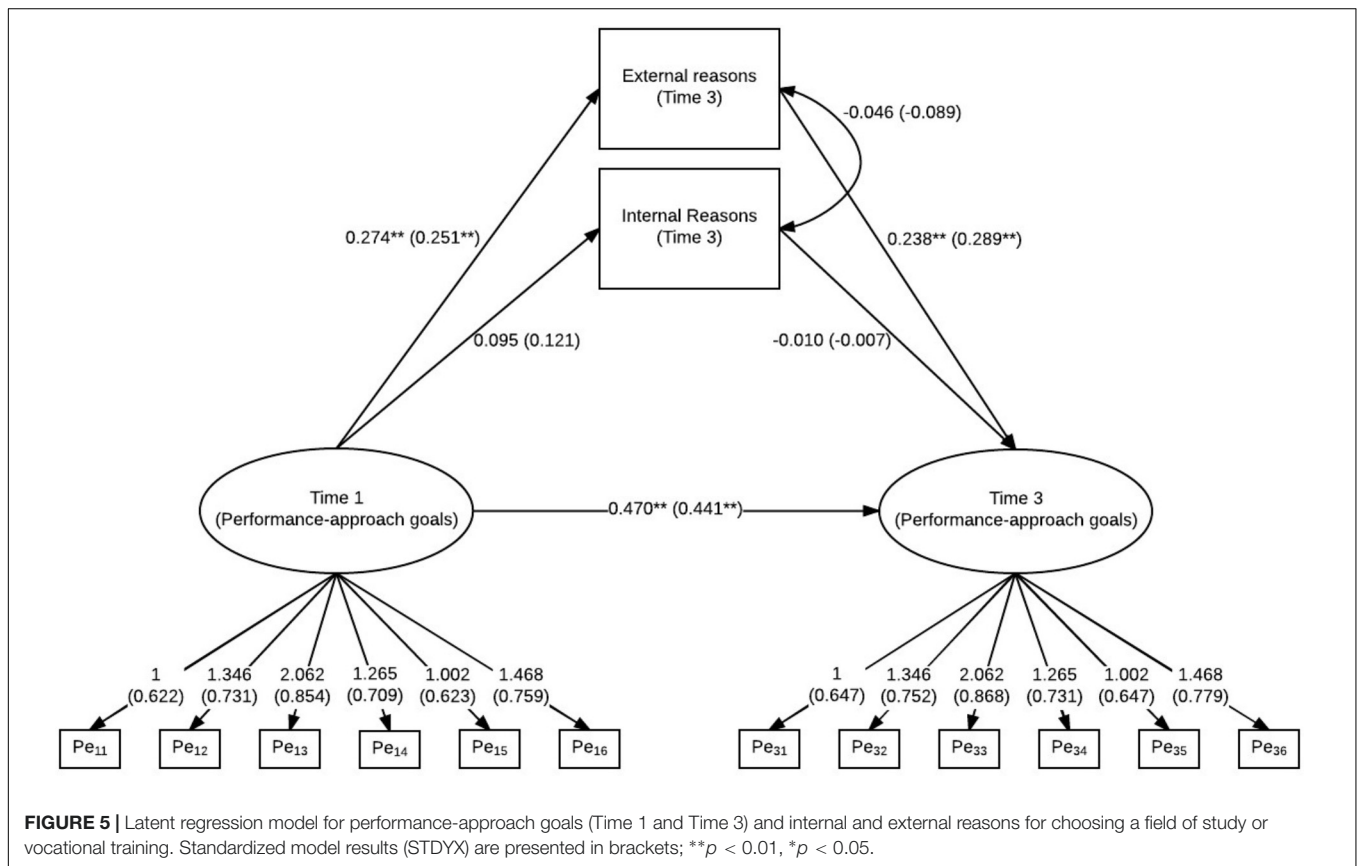 External reasons
(Time 3)
-0.046 (-0.089)
Internal Reasons
(Time 3)
0.274** (0.251**)
0.238** (0.289**)
0.095 (0.121)
-0.010 (-0.007)
Time 1
(Performance-approach goals)
0.470** (0.441**)
Time 3
(Performance-approach goals)
1 1.346 2.062 1.265 1.002 1.468
(0.622) (0.731) (0.854) (0.709) (0.623) (0.759)
1 1.346 2.062 1.265 1.002 1.468
(0.647) (0.752) (0.868) (0.731) (0.647) (0.779)
Pe₁₁ Pe₁₂ Pe₁₃ Pe₁₄ Pe₁₅ Pe₁₆
Pe₃₁ Pe₃₂ Pe₃₃ Pe₃₄ Pe₃₅ Pe₃₆
FIGURE 5 | Latent regression model for performance-approach goals (Time 1 and Time 3) and internal and external reasons for choosing a field of study or
vocational training. Standardized model results (STDYX) are presented in brackets; **p < 0.01, *p < 0.05.